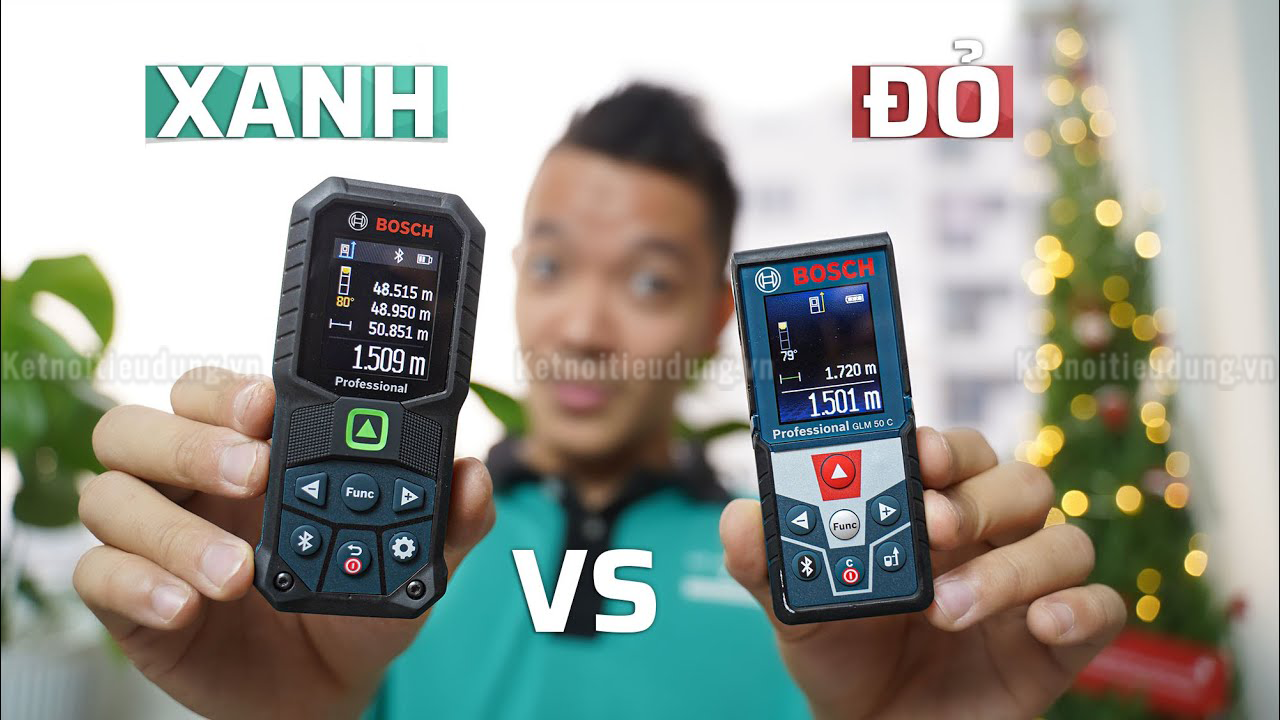 XANH
ĐỎ
BOSCH
48.515 m
80° 48.950 m
50.851 m
1.509 m
Professional
Func
BOSCH
79°
1.720 m
1.501 m
Professional GLM 50 C
Func
C
Ketnoitieudung.vn
Ketnoitieudung.vn
Ketnoitieudung.vn
VS